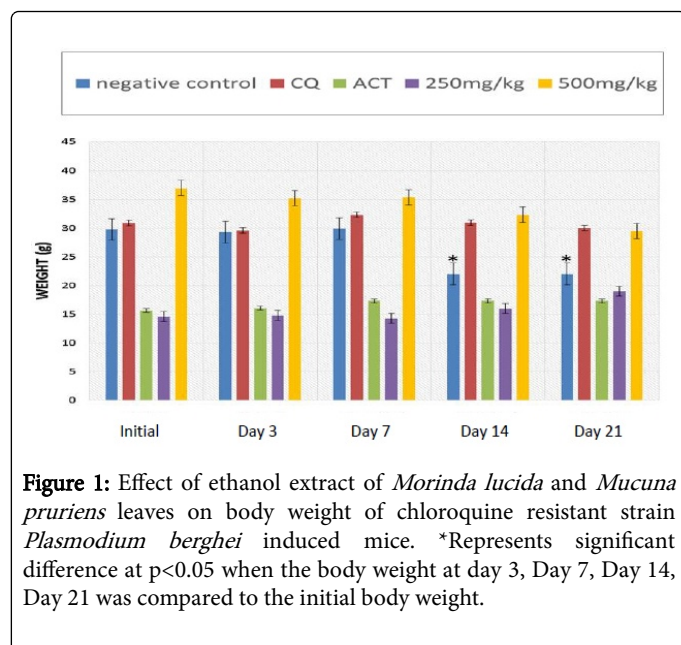 negative control CQ ACT 250mg/kg 500mg/kg
45
40
35
30
25
20
15
10
5
0
WEIGHT (g)
* *
Initial Day 3 Day 7 Day 14 Day 21
Figure 1: Effect of ethanol extract of Morinda lucida and Mucuna
pruriens leaves on body weight of chloroquine resistant strain
Plasmodium berghei induced mice. *Represents significant
difference at p<0.05 when the body weight at day 3, Day 7, Day 14,
Day 21 was compared to the initial body weight.